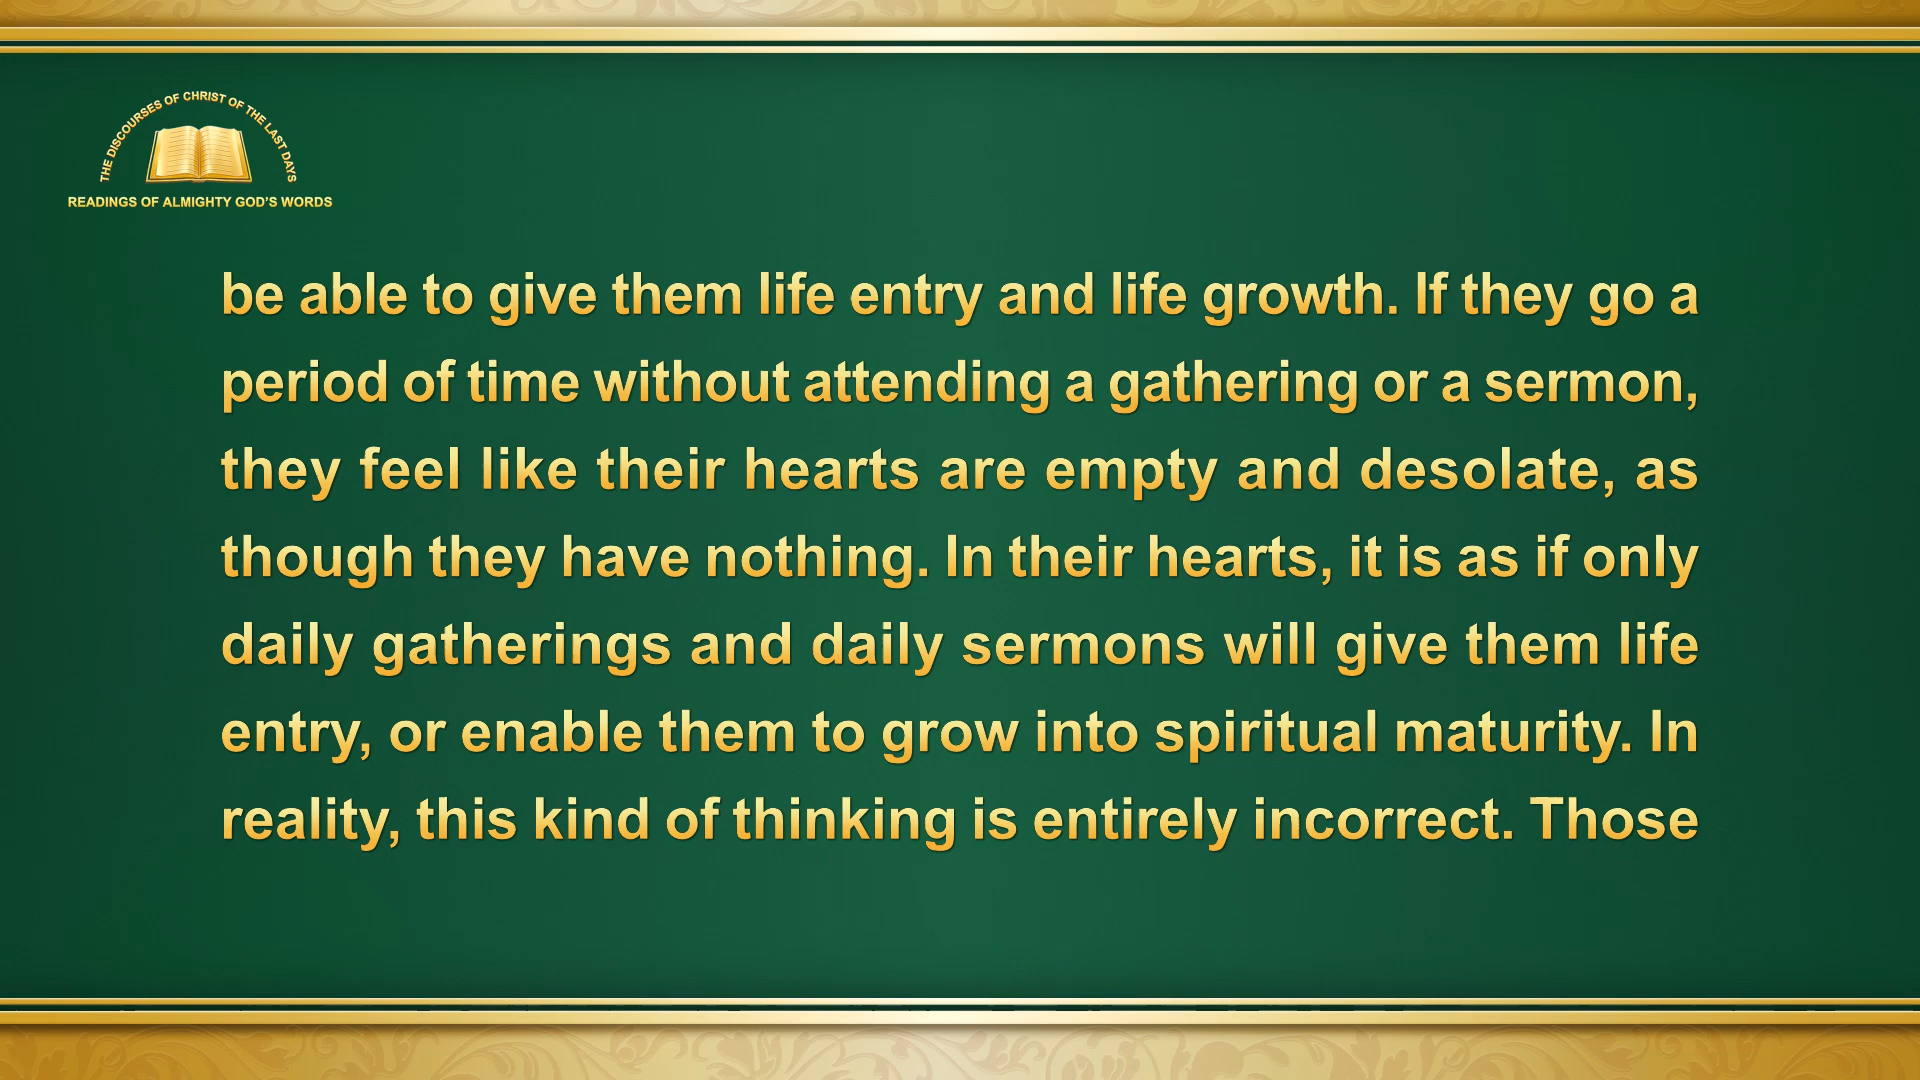 THE DISCOURSES OF CHRIST OF THE LAST DAYS
READINGS OF ALMIGHTY GOD'S WORDS
be able to give them life entry and life growth. If they go a
period of time without attending a gathering or a sermon,
they feel like their hearts are empty and desolate, as
though they have nothing. In their hearts, it is as if only
daily gatherings and daily sermons will give them life
entry, or enable them to grow into spiritual maturity. In
reality, this kind of thinking is entirely incorrect. Those